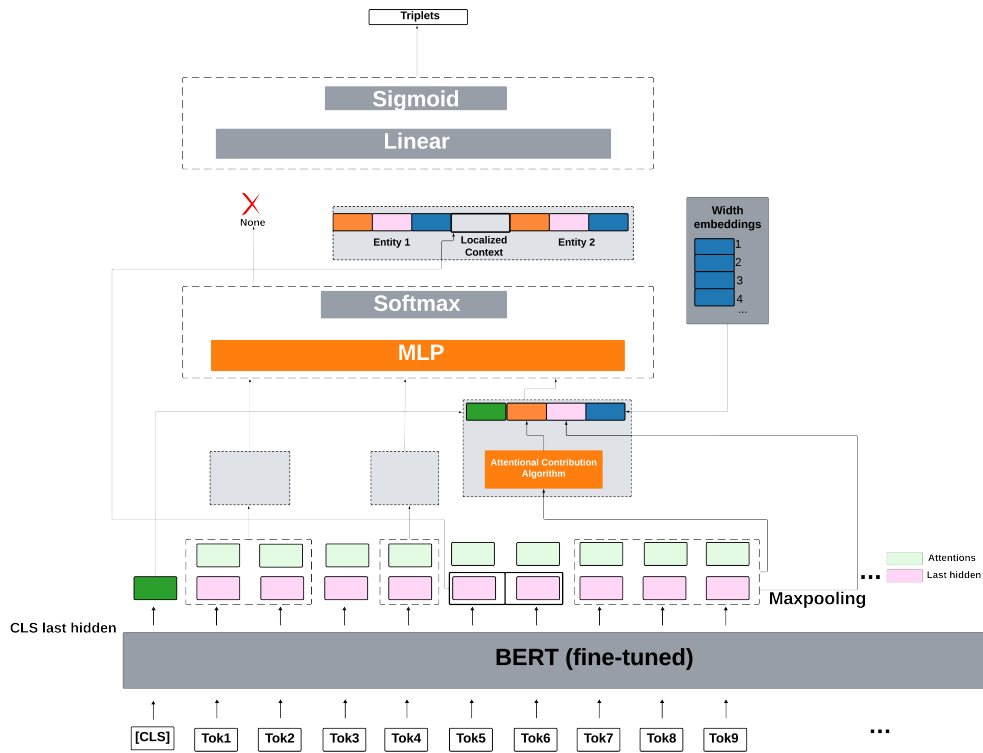 Triplets
Sigmoid
Linear
None
Entity 1
Localized
Context
Entity 2
Width
embeddings
1
2
3
4
...
Softmax
MLP
Attentional Contribution
Algorithm
Attentions
Last hidden
...
Maxpooling
CLS last hidden
BERT (fine-tuned)
[CLS] Tok1 Tok2 Tok3 Tok4 Tok5 Tok6 Tok7 Tok8 Tok9 ...